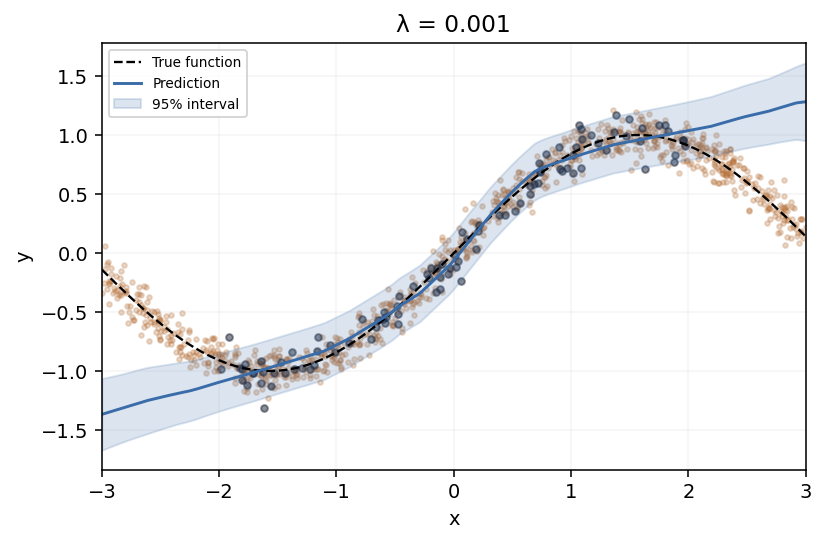 λ = 0.001
True function
Prediction
95% interval
y
1.5
1.0
0.5
0.0
−0.5
−1.0
−1.5
−3 −2 −1 0 1 2 3
x